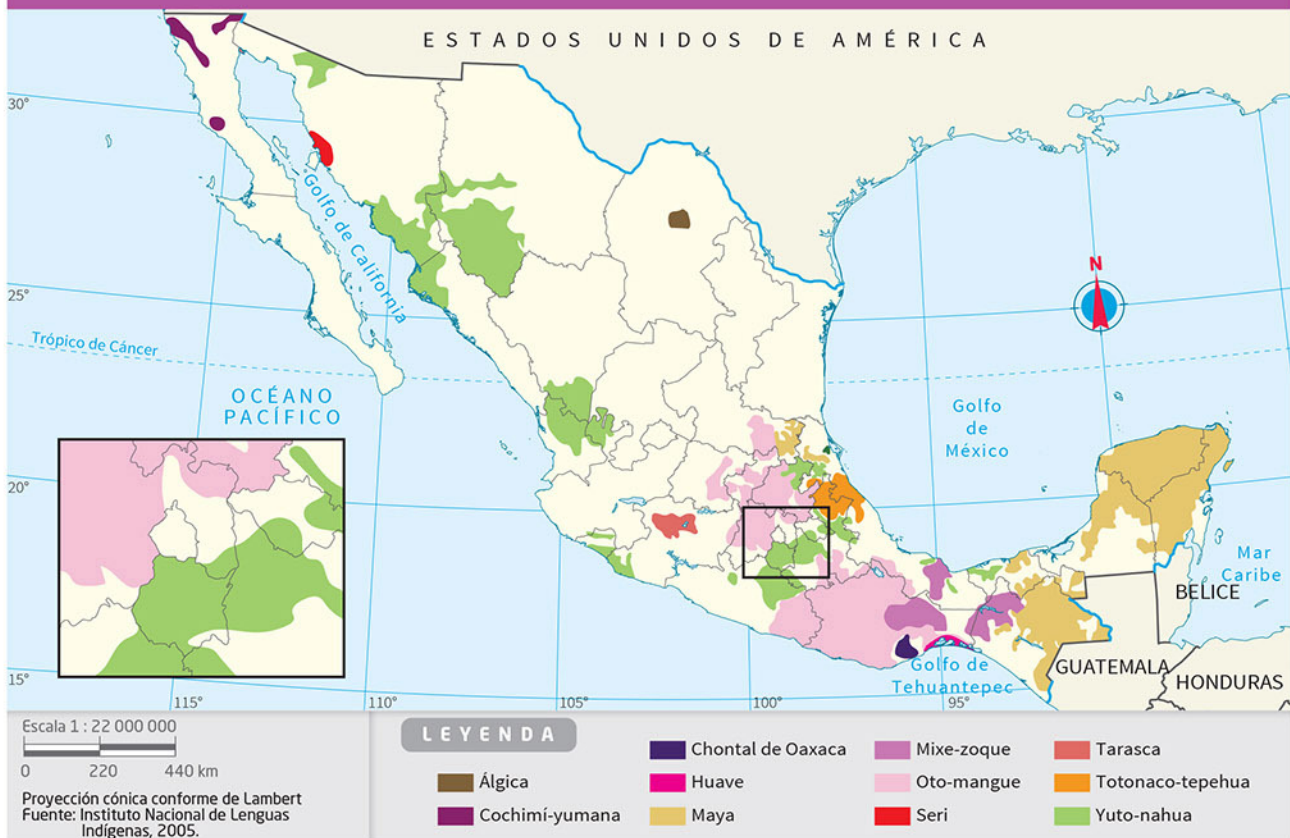 ESTADOS UNIDOS DE AMÉRICA
30°
Golfo de California
25°
N
Trópico de Cáncer
OCÉANO
PACÍFICO
Golfo
de
México
20°
Mar
Caribe
BELICE
15°
Golfo de
Tehuantepec
GUATEMALA
HONDURAS
115°
110°
105°
100°
95°
Escala 1 : 22 000 000
0 220 440 km
Proyección cónica conforme de Lambert
Fuente: Instituto Nacional de Lenguas
Indígenas, 2005.
LEYENDA
Álgica
Cochimí-yumana
Chontal de Oaxaca
Huave
Maya
Mixe-zoque
Oto-mangue
Seri
Tarasca
Totonaco-tepehua
Yuto-nahua